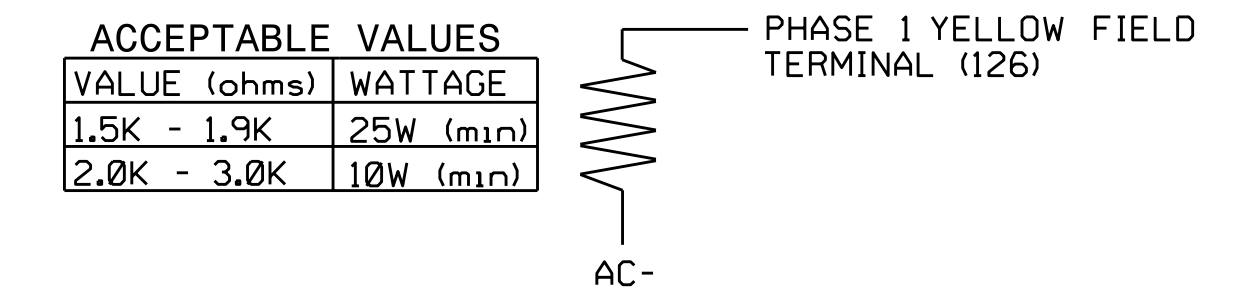 ACCEPTABLE VALUES
VALUE (ohms) WATTAGE
1.5K - 1.9K 25W (min)
2.0K - 3.0K 10W (min)
PHASE 1 YELLOW FIELD
TERMINAL (126)
AC-